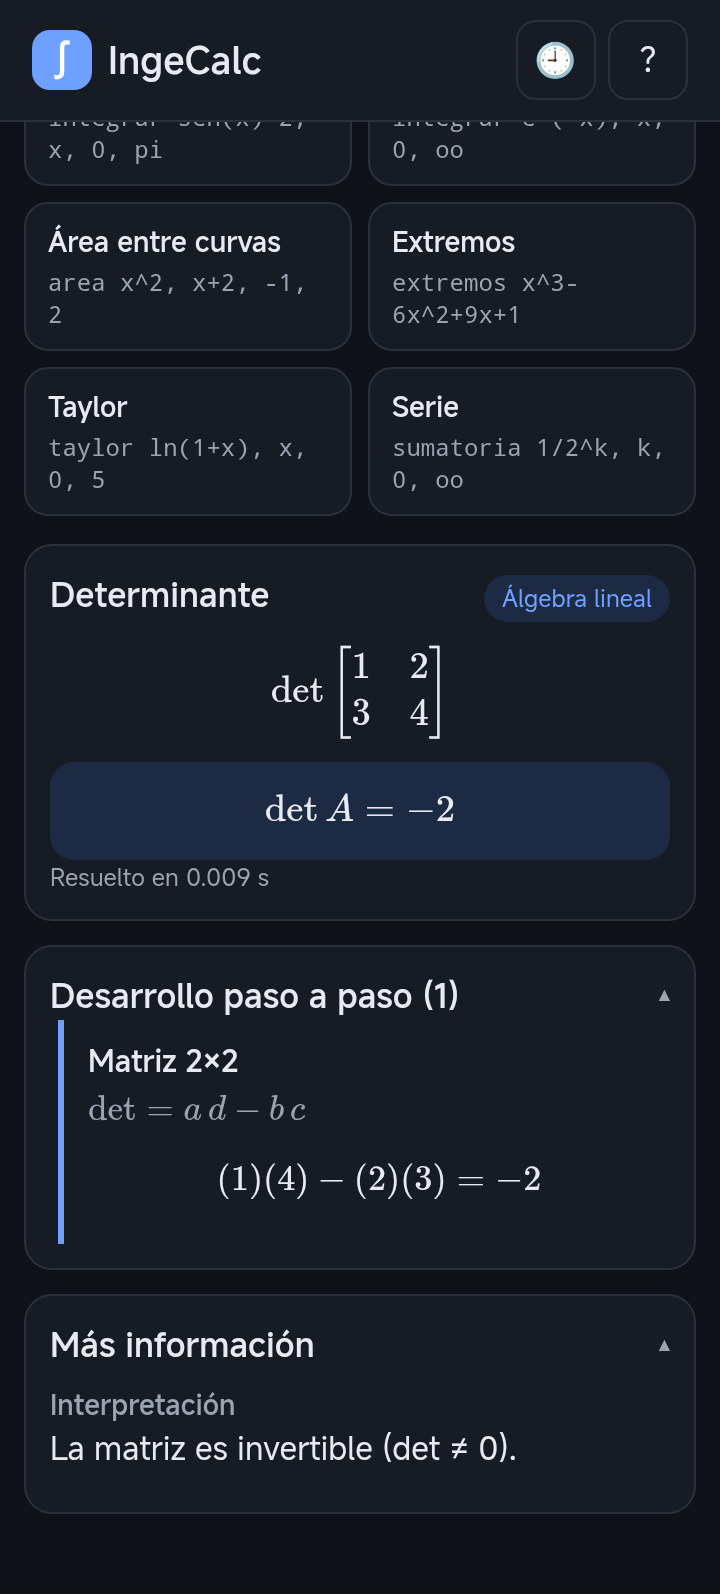 ∫ IngeCalc ?
x, 0, pi
0, oo
Área entre curvas
area x^2, x+2, -1,
2
Extremos
extremos x^3-
6x^2+9x+1
Taylor
taylor ln(1+x), x,
0, 5
Serie
sumatoria 1/2^k, k,
0, oo
Determinante
Álgebra lineal
det [1 2
3 4]
det A = −2
Resuelto en 0.009 s
Desarrollo paso a paso (1) ▲
Matriz 2×2
det = a d − b c
(1)(4) − (2)(3) = −2
Más información ▲
Interpretación
La matriz es invertible (det ≠ 0).